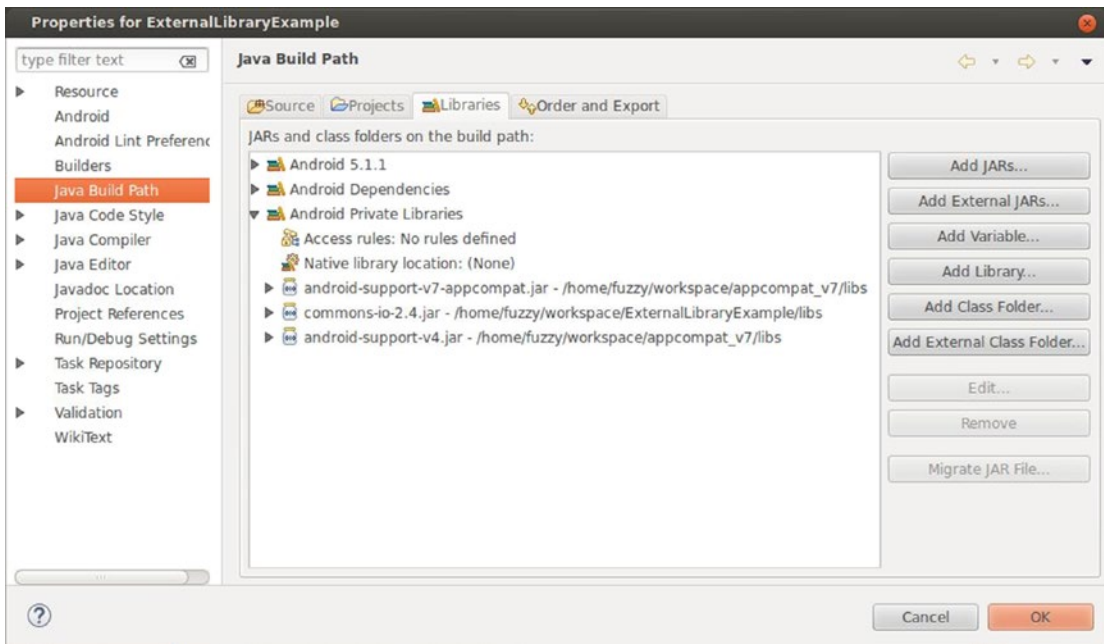 Properties for ExternalLibraryExample
type filter text
Resource
Android
Android Lint Preferenc
Builders
Java Build Path
Java Code Style
Java Compiler
Java Editor
Javadoc Location
Project References
Run/Debug Settings
Task Repository
Task Tags
Validation
WikiText
Java Build Path
Source Projects Libraries Order and Export
JARs and class folders on the build path:
Android 5.1.1
Android Dependencies
Android Private Libraries
Access rules: No rules defined
Native library location: (None)
android-support-v7-appcompat.jar - /home/fuzzy/workspace/appcompat_v7/libs
commons-io-2.4.jar - /home/fuzzy/workspace/ExternalLibraryExample/libs
android-support-v4.jar - /home/fuzzy/workspace/appcompat_v7/libs
Add JARs...
Add External JARs...
Add Variable...
Add Library...
Add Class Folder...
Add External Class Folder...
Edit...
Remove
Migrate JAR File...
Cancel OK